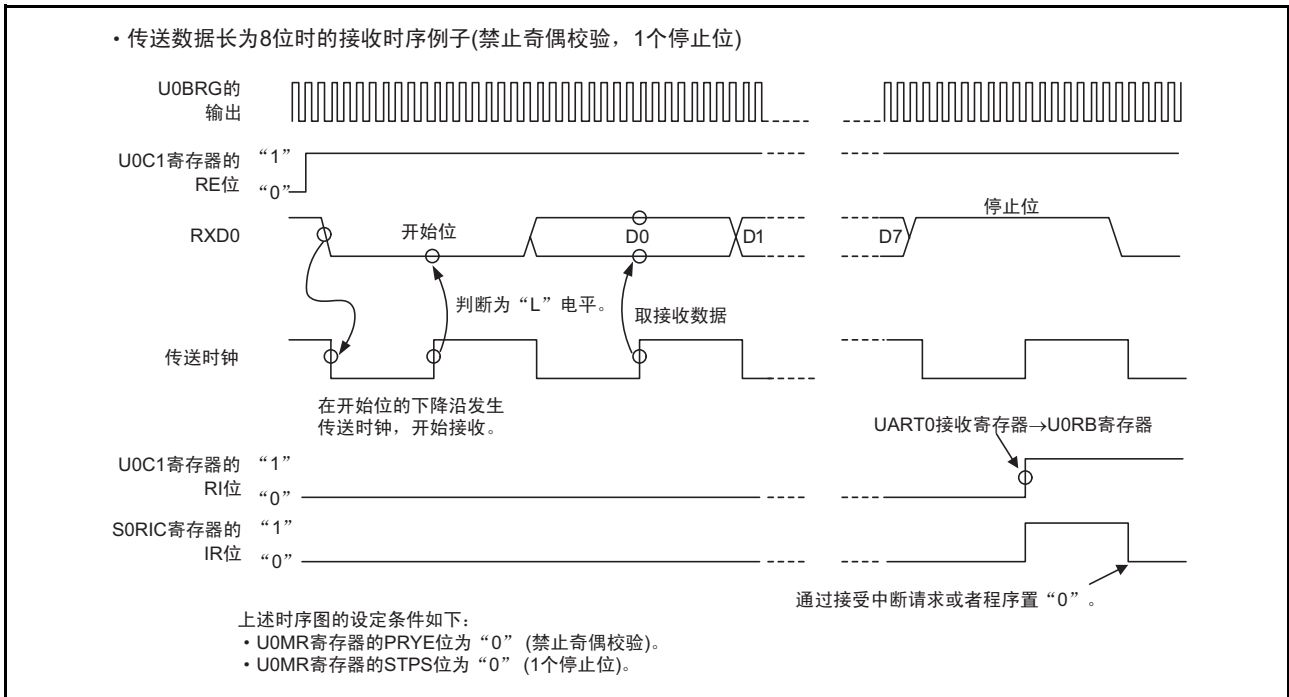 ・传送数据长为8位时的接收时序例子(禁止奇偶校验，1个停止位)
U0BRG的
输出
U0C1寄存器的
RE位
“1”
“0”
RXD0
开始位
D0
D1
D7
停止位
判断为“L”电平。
取接收数据
传送时钟
在开始位的下降沿发生
传送时钟，开始接收。
UART0接收寄存器→U0RB寄存器
U0C1寄存器的
RI位
“1”
“0”
S0RIC寄存器的
IR位
“1”
“0”
通过接受中断请求或者程序置“0”。
上述时序图的设定条件如下：
・U0MR寄存器的PRYE位为“0” (禁止奇偶校验)。
・U0MR寄存器的STPS位为“0” (1个停止位)。